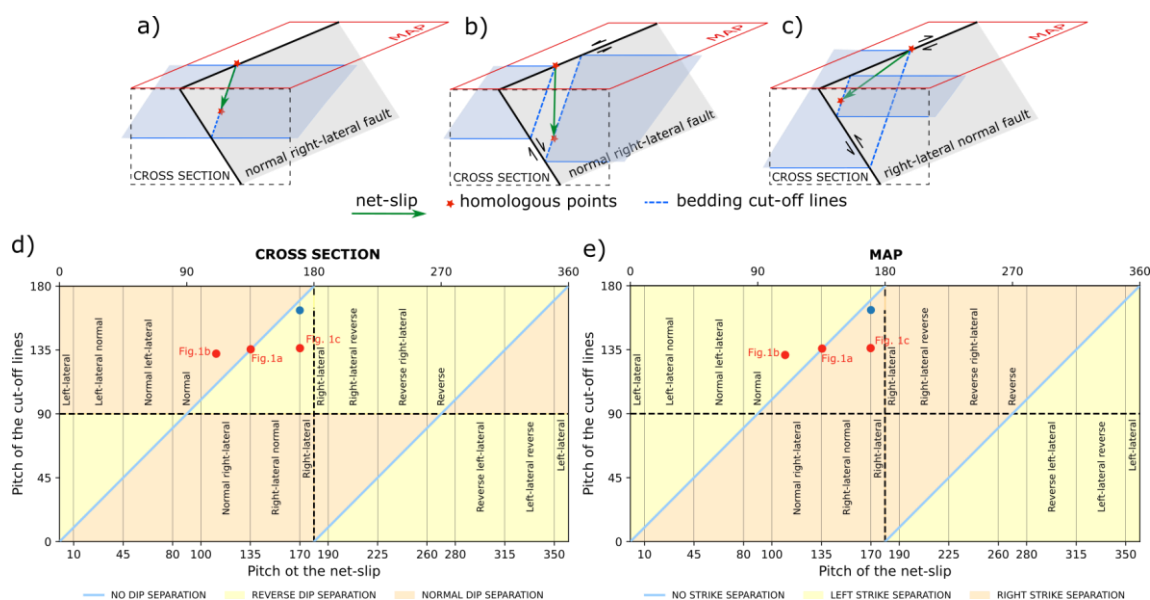 a)
b)
c)
MAP
MAP
MAP
normal right-lateral fault
normal right-lateral fault
right-lateral normal fault
CROSS SECTION
CROSS SECTION
CROSS SECTION
net-slip
homologous points
bedding cut-off lines
d)
CROSS SECTION
0 90 180 270 360
180
135
90
45
0
Pitch of the cut-off lines
Left-lateral
Left-lateral normal
Normal left-lateral
Normal
Right-lateral
Right-lateral reverse
Reverse right-lateral
Reverse
Fig.1b
Fig.1a
Fig. 1c
Normal right-lateral
Right-lateral normal
Right-lateral
Reverse left-lateral
Left-lateral reverse
Left-lateral
10 45 80 100 135 170 190 225 260 280 315 350
Pitch ot the net-slip
NO DIP SEPARATION REVERSE DIP SEPARATION NORMAL DIP SEPARATION
e)
MAP
0 90 180 270 360
180
135
90
45
0
Pitch of the cut-off lines
Left-lateral
Left-lateral normal
Normal left-lateral
Normal
Right-lateral
Right-lateral reverse
Reverse right-lateral
Reverse
Fig.1b
Fig.1a
Fig. 1c
Normal right-lateral
Right-lateral normal
Right-lateral
Reverse left-lateral
Left-lateral reverse
Left-lateral
10 45 80 100 135 170 190 225 260 280 315 350
Pitch of the net-slip
NO STRIKE SEPARATION LEFT STRIKE SEPARATION RIGHT STRIKE SEPARATION